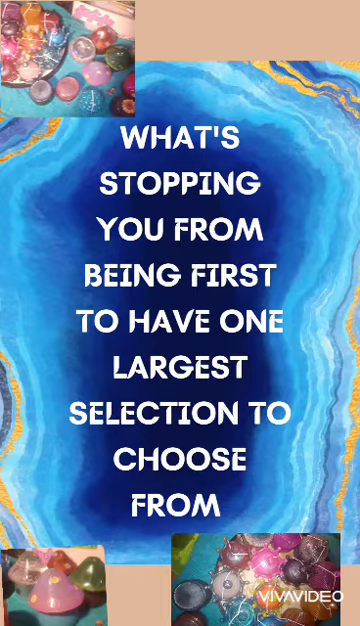 WHAT'S
STOPPING
YOU FROM
BEING FIRST
TO HAVE ONE
LARGEST
SELECTION TO
CHOOSE
FROM
VIVAVIDEO